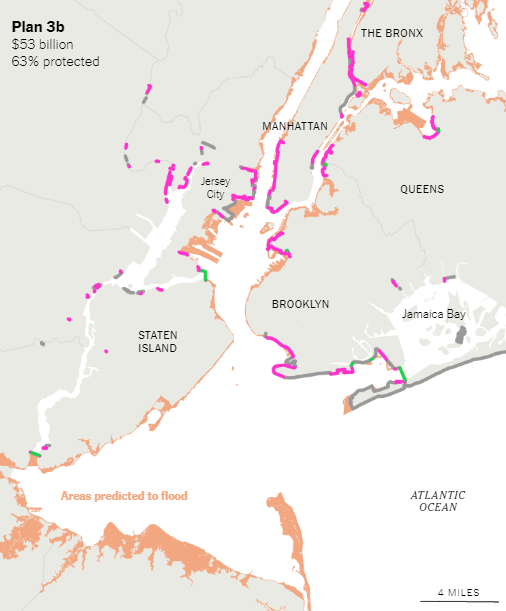 Plan 3b
$53 billion
63% protected
THE BRONX
MANHATTAN
Jersey
City
QUEENS
BROOKLYN
Jamaica Bay
STATEN
ISLAND
Areas predicted to flood
ATLANTIC
OCEAN
4 MILES